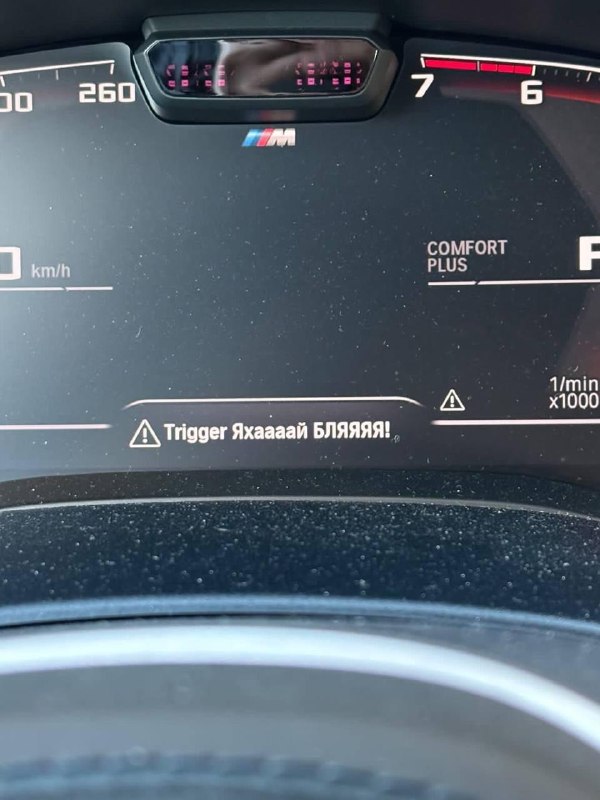 260
7
6
M
km/h
COMFORT
PLUS
1/min
x1000
Trigger Яхаааай БЛЯЯЯЯ!